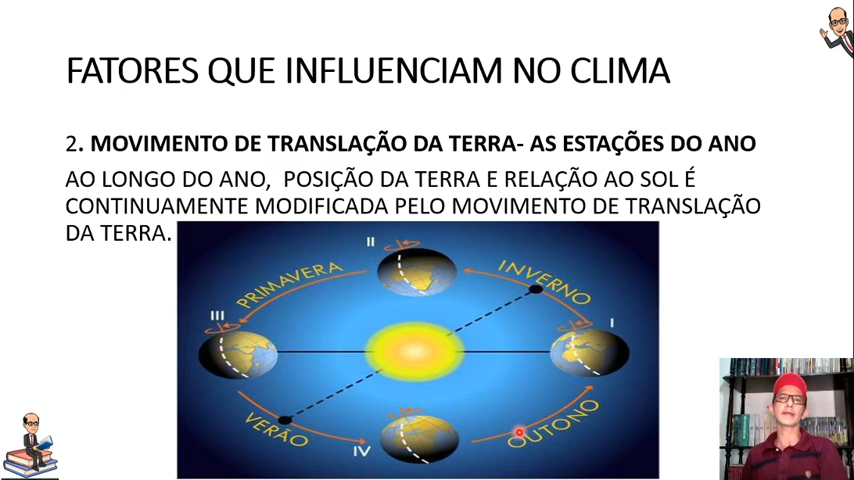 FATORES QUE INFLUENCIAM NO CLIMA
2. MOVIMENTO DE TRANSLAÇÃO DA TERRA- AS ESTAÇÕES DO ANO
AO LONGO DO ANO, POSIÇÃO DA TERRA E RELAÇÃO AO SOL É
CONTINUAMENTE MODIFICADA PELO MOVIMENTO DE TRANSLAÇÃO
DA TERRA.
II
PRIMAVERA
INVERNO
III
I
VERÃO
OUTONO
IV